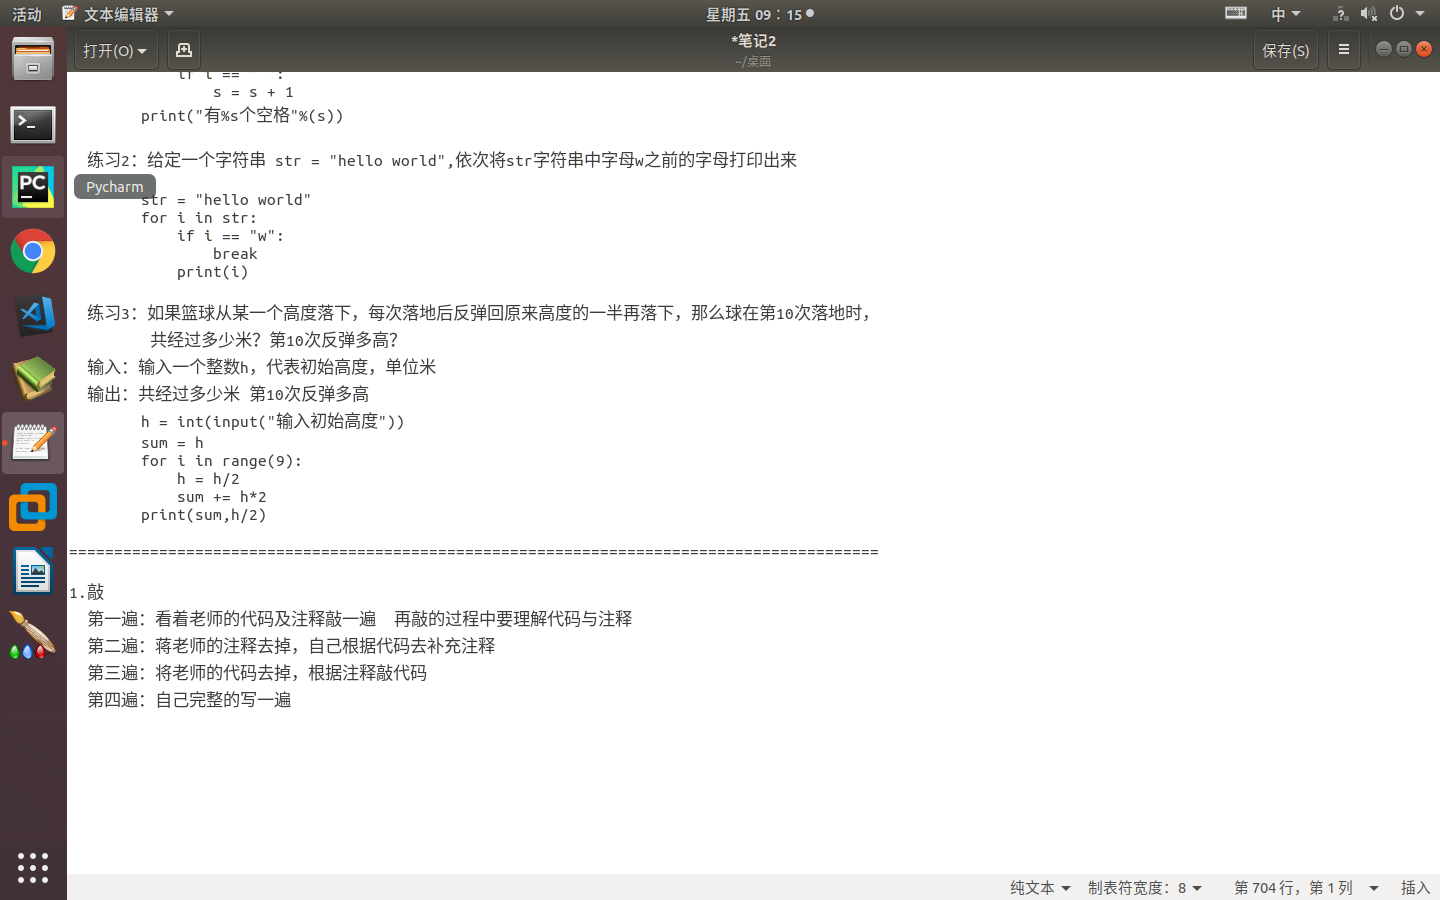 活动
文本编辑器
星期五 09：15
中
打开(O)
*笔记2
~/桌面
保存(S)
if i == " ":
s = s + 1
print("有%s个空格"%(s))
练习2：给定一个字符串 str = "hello world",依次将str字符串中字母w之前的字母打印出来
Pycharm
str = "hello world"
for i in str:
if i == "w":
break
print(i)
练习3：如果篮球从某一个高度落下，每次落地后反弹回原来高度的一半再落下，那么球在第10次落地时，
共经过多少米？第10次反弹多高？
输入：输入一个整数h，代表初始高度，单位米
输出：共经过多少米 第10次反弹多高
h = int(input("输入初始高度"))
sum = h
for i in range(9):
h = h/2
sum += h*2
print(sum,h/2)
==========================================================================================
1.敲
第一遍：看着老师的代码及注释敲一遍  再敲的过程中要理解代码与注释
第二遍：蒋老师的注释去掉，自己根据代码去补充注释
第三遍：将老师的代码去掉，根据注释敲代码
第四遍：自己完整的写一遍
纯文本
制表符宽度：8
第 704 行，第 1 列
插入